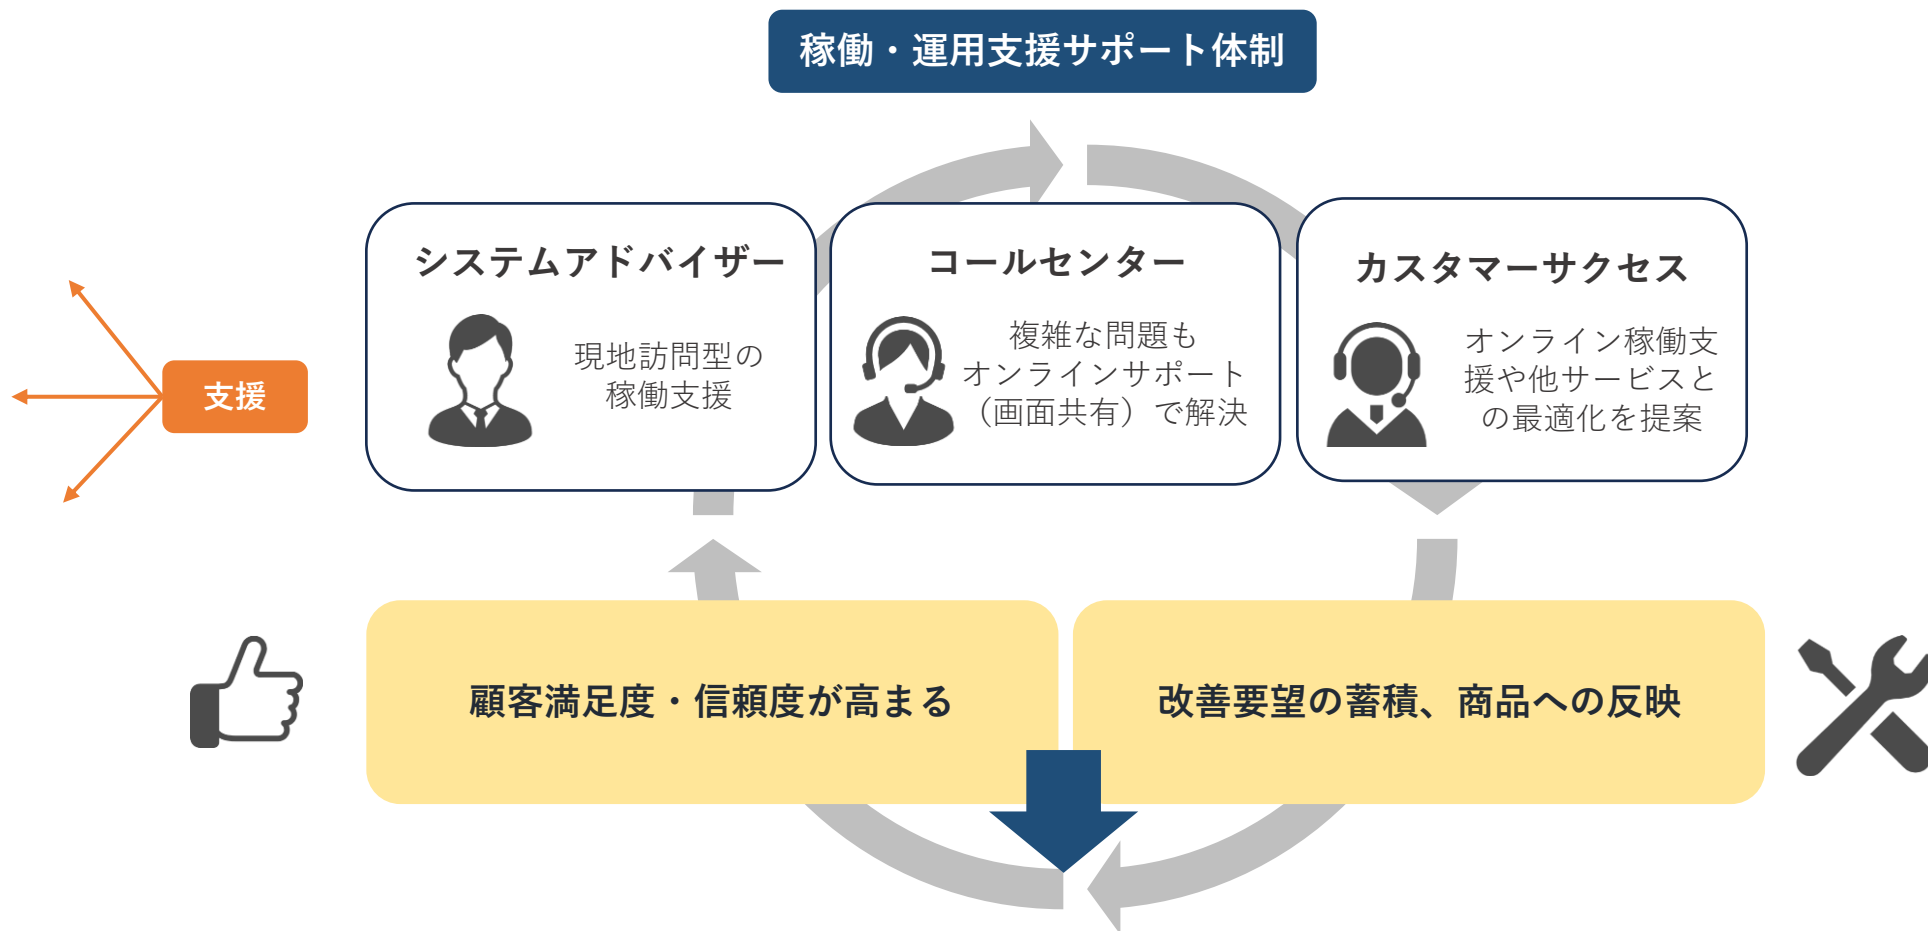 稼働・運用支援サポート体制
システムアドバイザー
現地訪問型の
稼働支援
コールセンター
複雑な問題も
オンラインサポート
（画面共有）で解決
カスタマーサクセス
オンライン稼働支
援や他サービスと
の最適化を提案
支援
顧客満足度・信頼度が高まる
改善要望の蓄積、商品への反映